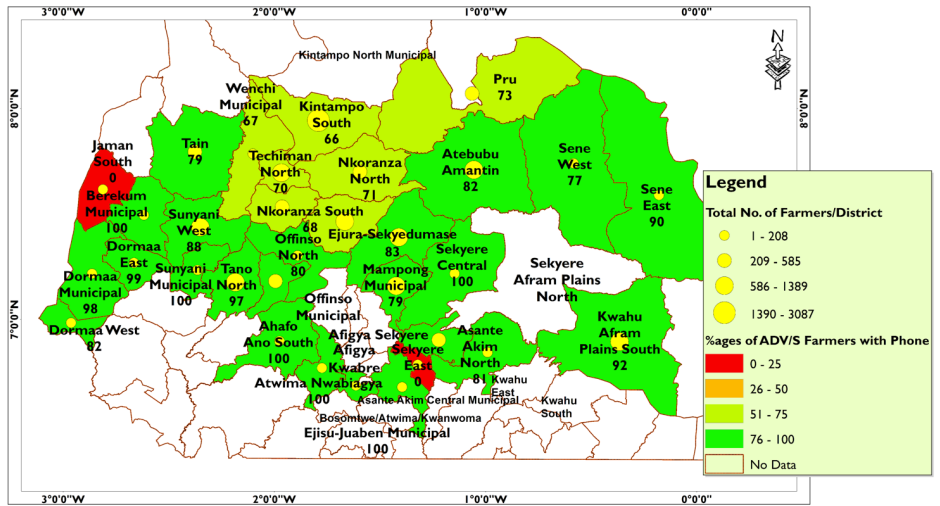 3°0'0"W 2°0'0"W 1°0'0"W 0°0'0"
8°0'0"N
7°0'0"N
8°0'0"N
N
Kintampo North Municipal
Pru
73
Wenchi
Municipal
67
Kintampo
South
66
Tain
79
Jaman
South
0
Techiman
North
70
Nkoranza
North
71
Atebubu
Amantin
82
Sene
West
77
Sene
East
90
Berekum
Municipal
100
Sunyani
West
88
Nkoranza South
68
Ejura-Sekyedumase
83
Offinso
North
80
Dormaa
East
99
Sekyere
Central
100
Dormaa
Municipal
98
Sunyani
Municipal
100
Tano
North
97
Mampong
Municipal
79
Sekyere
Afram Plains
North
Offinso
Municipal
Dormaa West
82
Ahafo
Ano South
100
Afigya Sekyere
Afigya
Kwabre
Sekyere
East
0
Asante
Akim
North
81
Kwahu
Afram
Plains South
92
Atwima Nwabiagya
100
Kwahu
East
Asante Akim Central Municipal
Kwahu
South
Bosomtwe/Atwima/Kwanwoma
Ejisu-Juaben Municipal
100
3°0'0"W 2°0'0"W 1°0'0"W 0°0'0"
Legend
Total No. of Farmers/District
1 - 208
209 - 585
586 - 1389
1390 - 3087
%ages of ADV/S Farmers with Phone
0 - 25
26 - 50
51 - 75
76 - 100
No Data